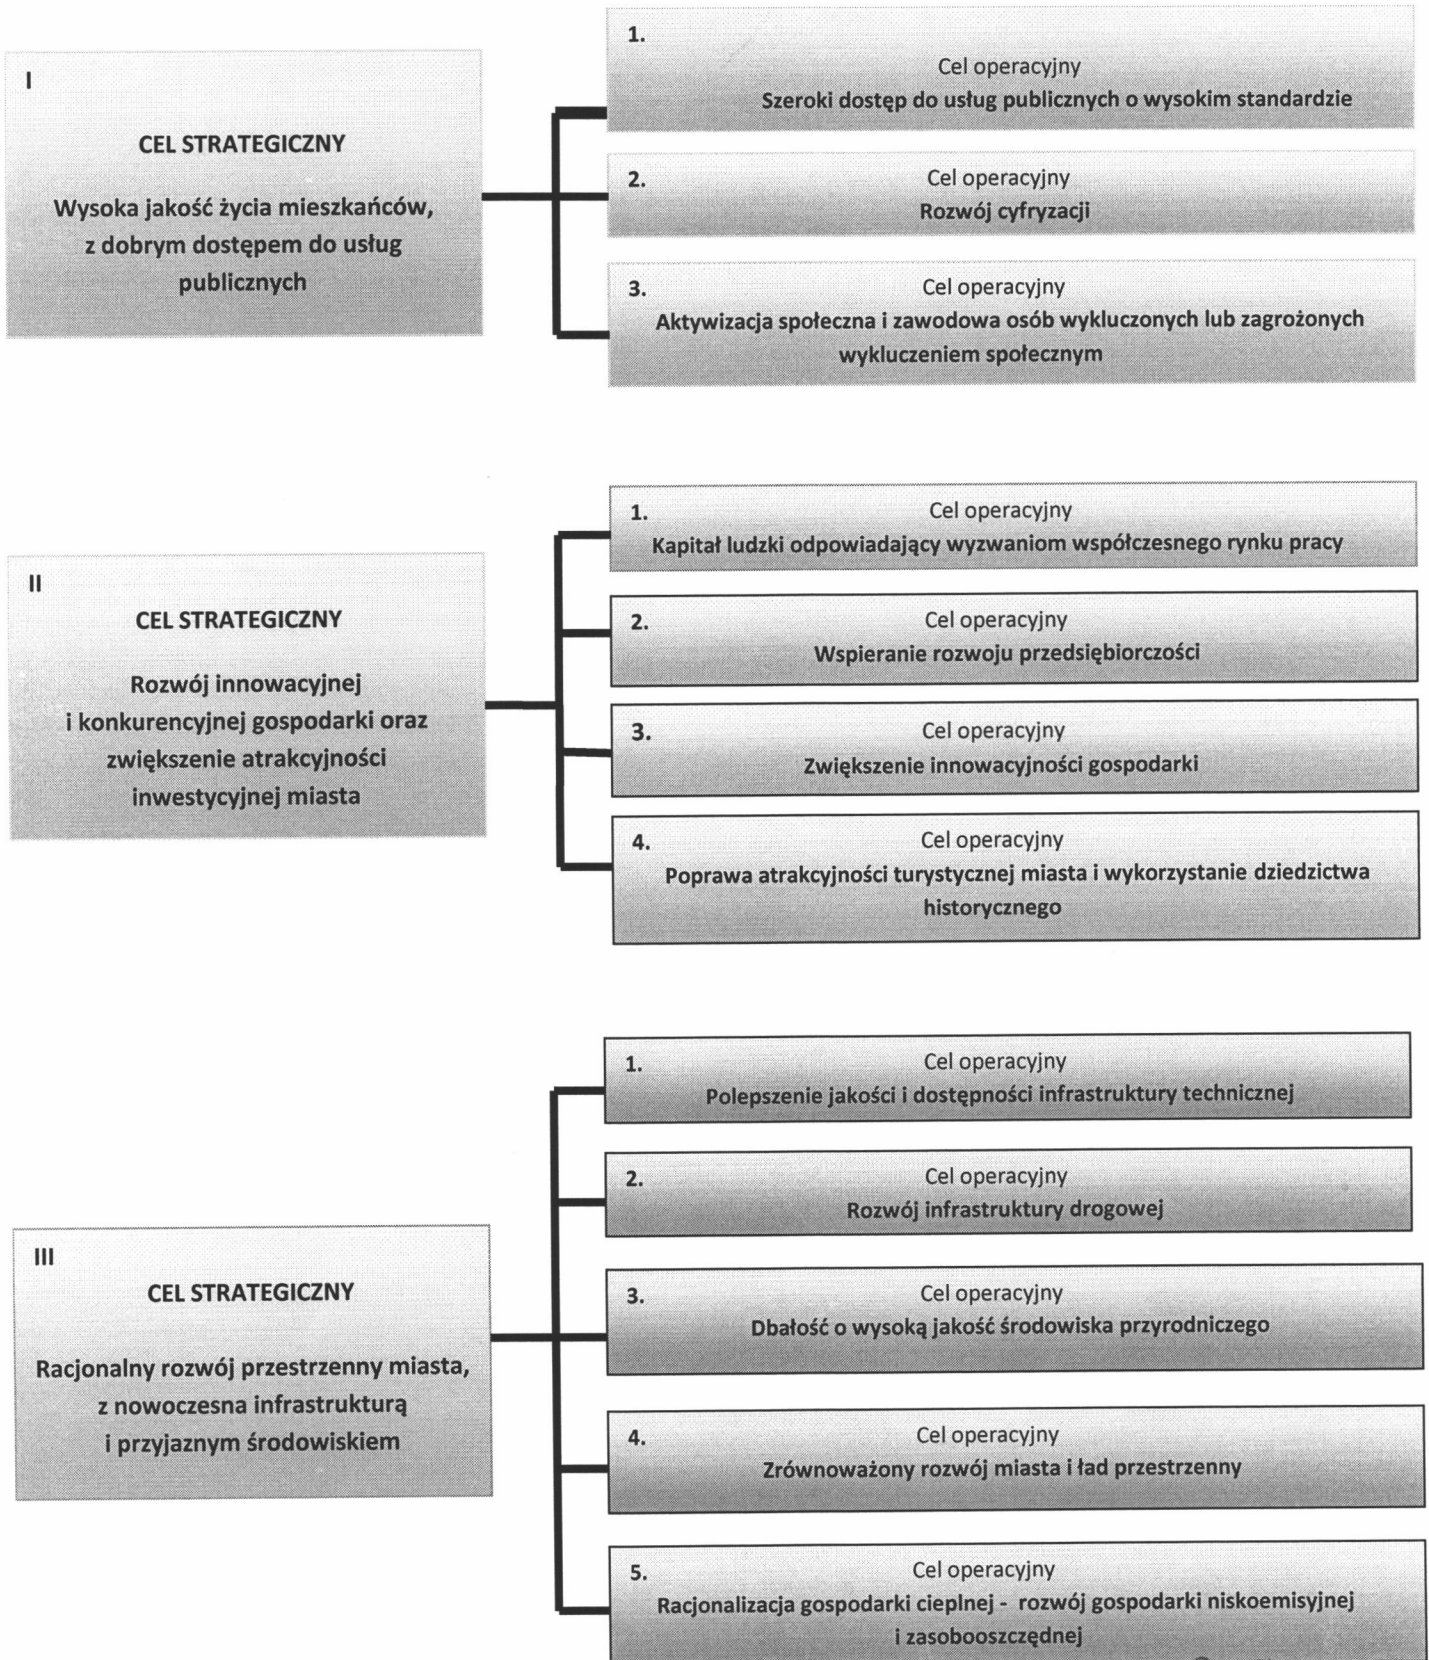 I
CEL STRATEGICZNY
Wysoka jakość życia mieszkańców,
z dobrym dostępem do usług
publicznych
1.
Cel operacyjny
Szeroki dostęp do usług publicznych o wysokim standardzie
2.
Cel operacyjny
Rozwój cyfryzacji
3.
Cel operacyjny
Aktywizacja społeczna i zawodowa osób wykluczonych lub zagrożonych
wykluczeniem społecznym
II
CEL STRATEGICZNY
Rozwój innowacyjnej
i konkurencyjnej gospodarki oraz
zwiększenie atrakcyjności
inwestycyjnej miasta
1.
Cel operacyjny
Kapitał ludzki odpowiadający wyzwaniom współczesnego rynku pracy
2.
Cel operacyjny
Wspieranie rozwoju przedsiębiorczości
3.
Cel operacyjny
Zwiększenie innowacyjności gospodarki
4.
Cel operacyjny
Poprawa atrakcyjności turystycznej miasta i wykorzystanie dziedzictwa
historycznego
III
CEL STRATEGICZNY
Racjonalny rozwój przestrzenny miasta,
z nowoczesna infrastrukturą
i przyjaznym środowiskiem
1.
Cel operacyjny
Polepszenie jakości i dostępności infrastruktury technicznej
2.
Cel operacyjny
Rozwój infrastruktury drogowej
3.
Cel operacyjny
Dbałość o wysoką jakość środowiska przyrodniczego
4.
Cel operacyjny
Zrównoważony rozwój miasta i ład przestrzenny
5.
Cel operacyjny
Racjonalizacja gospodarki cieplnej - rozwój gospodarki niskoemisyjnej
i zasobooszczędnej